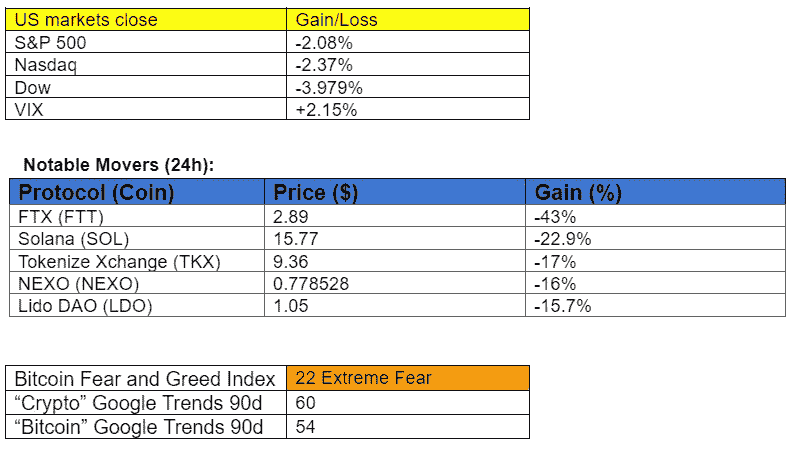 US markets close Gain/Loss
S&P 500 -2.08%
Nasdaq -2.37%
Dow -3.979%
VIX +2.15%
Notable Movers (24h):
Protocol (Coin) Price ($) Gain (%)
FTX (FTT) 2.89 -43%
Solana (SOL) 15.77 -22.9%
Tokenize Xchange (TKX) 9.36 -17%
NEXO (NEXO) 0.778528 -16%
Lido DAO (LDO) 1.05 -15.7%
Bitcoin Fear and Greed Index 22 Extreme Fear
“Crypto” Google Trends 90d 60
“Bitcoin” Google Trends 90d 54